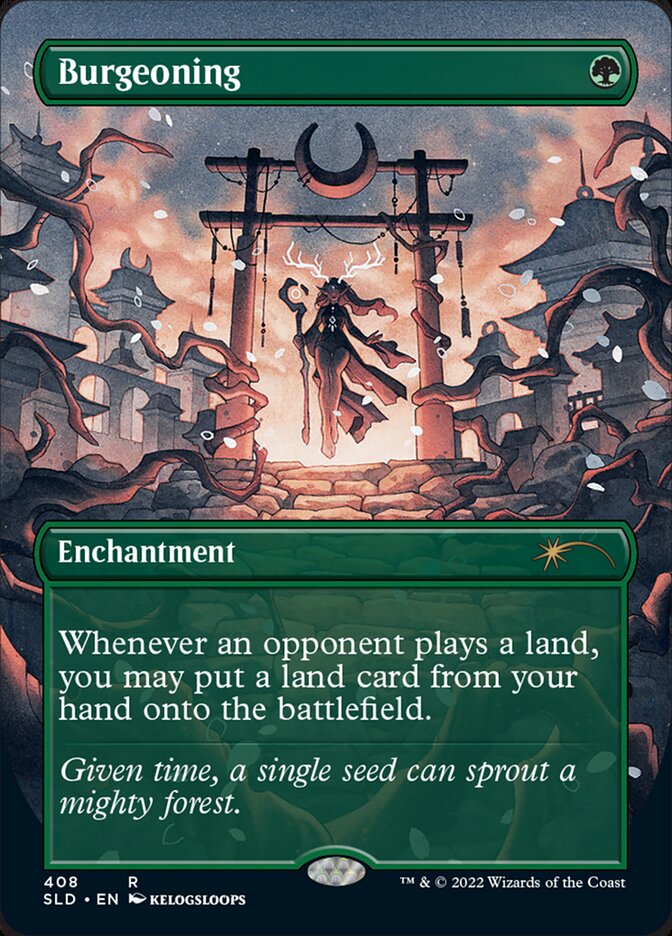 Burgeoning
Enchantment
Whenever an opponent plays a land,
you may put a land card from your
hand onto the battlefield.
Given time, a single seed can sprout a
mighty forest.
408 R
SLD • EN KELOGSLOOPS
™ & © 2022 Wizards of the Coast